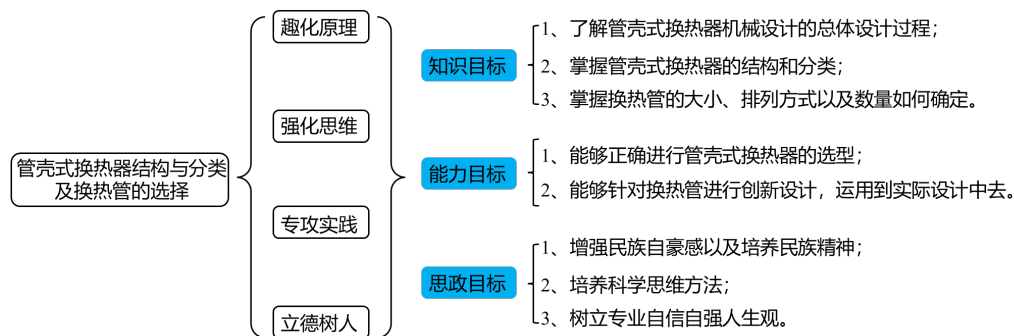 管壳式换热器结构与分类
及换热管的选择
趣化原理
强化思维
专攻实践
立德树人
知识目标
1、了解管壳式换热器机械设计的总体设计过程；
2、掌握管壳式换热器的结构和分类；
3、掌握换热管的大小、排列方式以及数量如何确定。
能力目标
1、能够正确进行管壳式换热器的选型；
2、能够针对换热管进行创新设计，运用到实际设计中去。
思政目标
1、增强民族自豪感以及培养民族精神；
2、培养科学思维方法；
3、树立专业自信自强人生观。